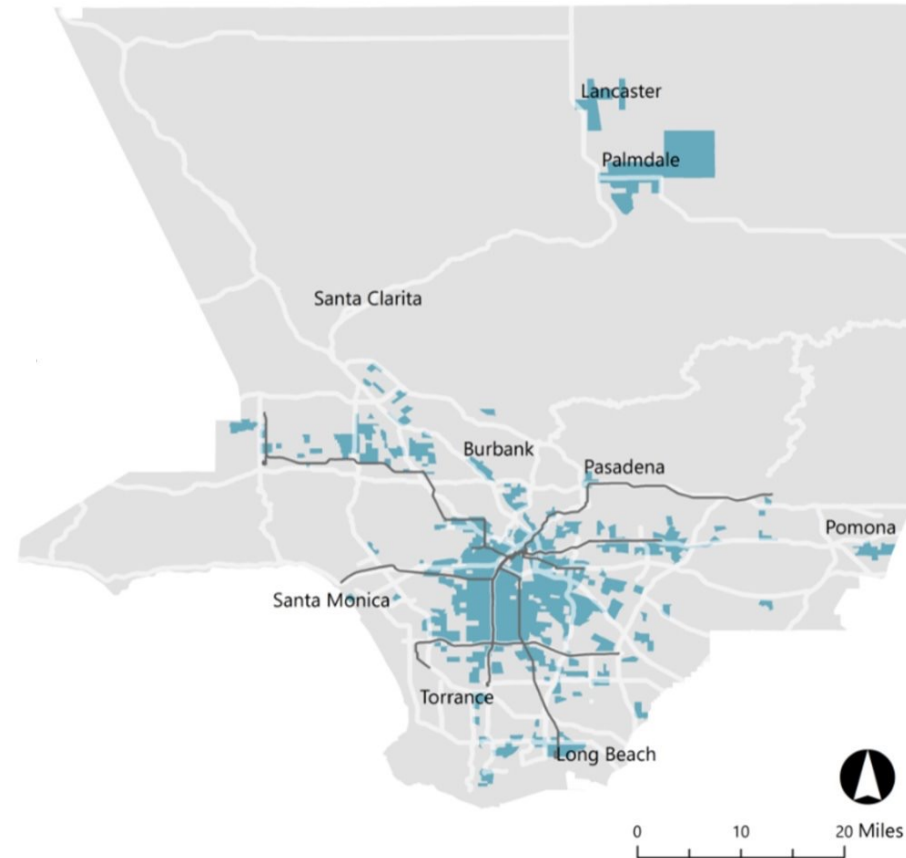 Lancaster
Palmdale
Santa Clarita
Burbank
Pasadena
Pomona
Santa Monica
Torrance
Long Beach
0 10 20 Miles